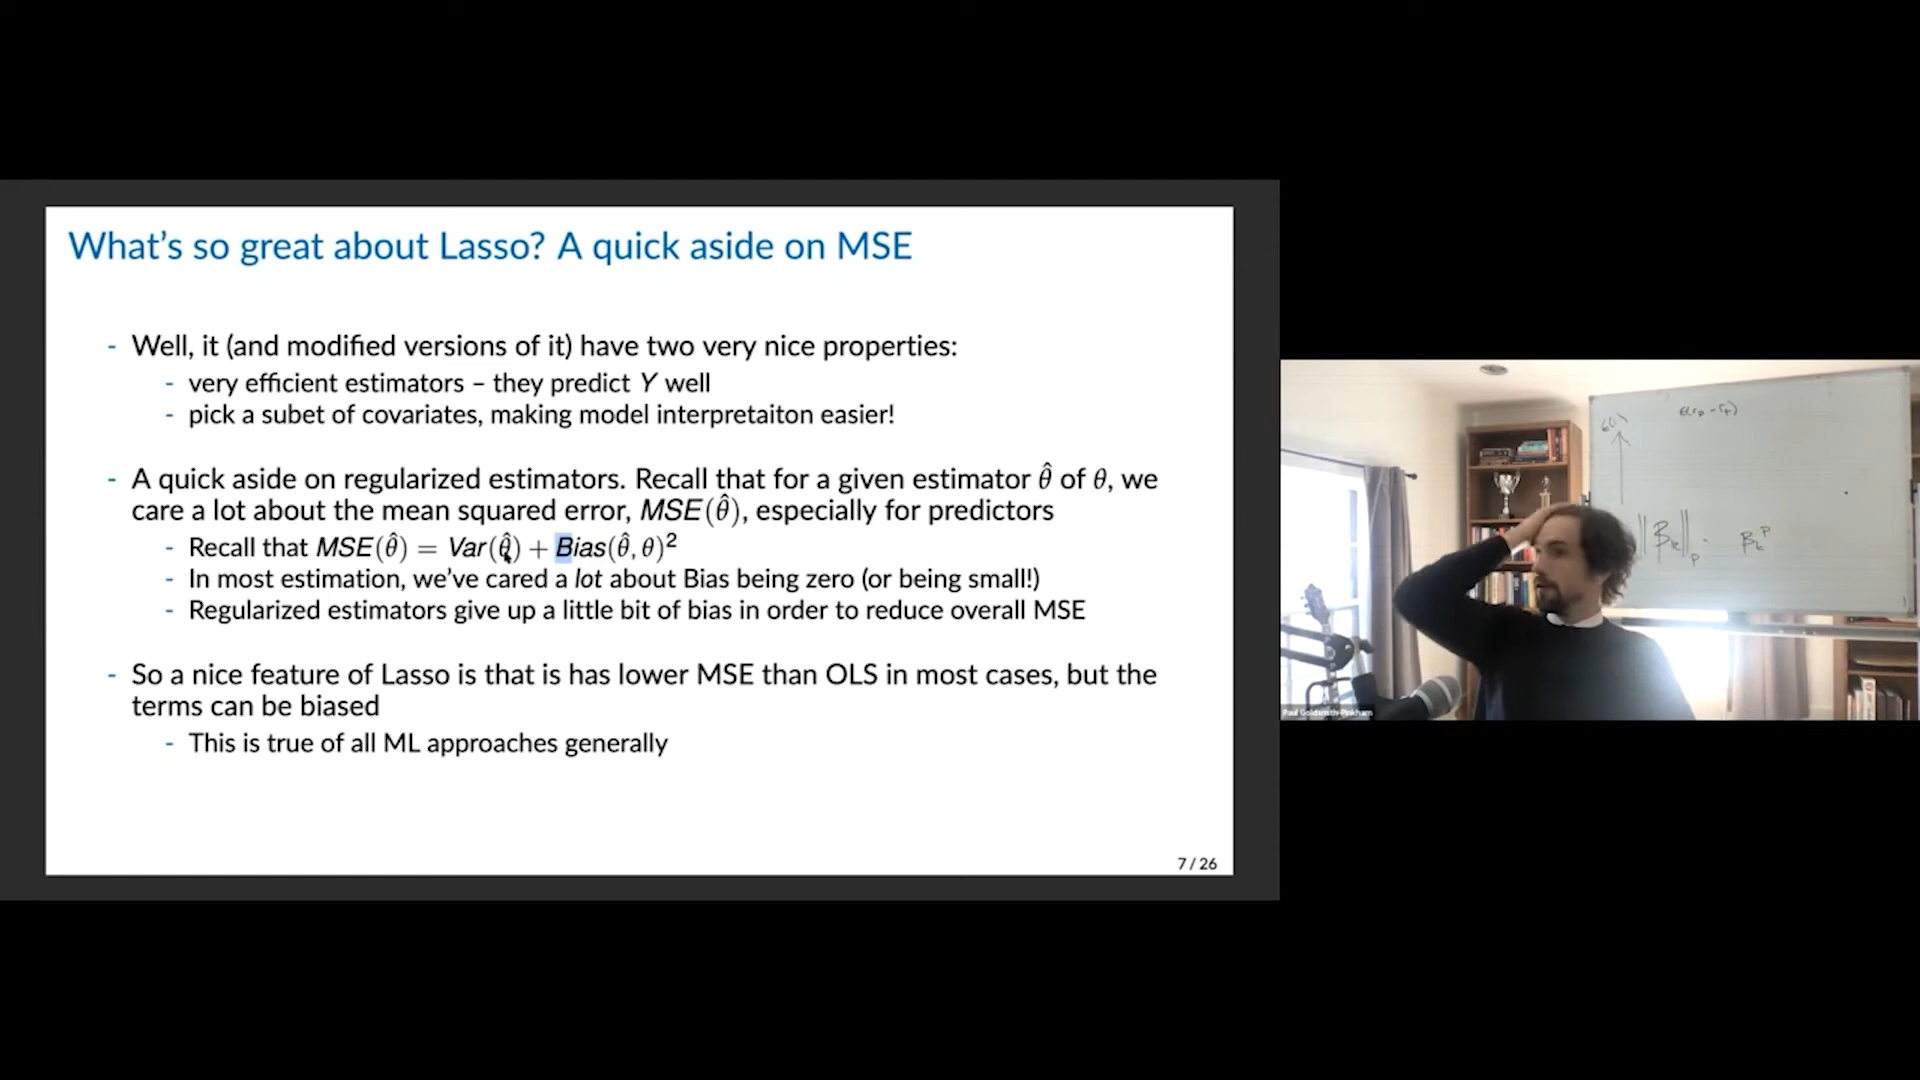 What's so great about Lasso? A quick aside on MSE
- Well, it (and modified versions of it) have two very nice properties:
- very efficient estimators – they predict Y well
- pick a subet of covariates, making model interpretaiton easier!
- A quick aside on regularized estimators. Recall that for a given estimator θ̂ of θ, we
care a lot about the mean squared error, MSE(θ̂), especially for predictors
- Recall that MSE(θ̂) = Var(θ̂) + Bias(θ̂, θ)²
- In most estimation, we've cared a lot about Bias being zero (or being small!)
- Regularized estimators give up a little bit of bias in order to reduce overall MSE
- So a nice feature of Lasso is that is has lower MSE than OLS in most cases, but the
terms can be biased
- This is true of all ML approaches generally
7 / 26
‖βₖ‖ₚ βₖᵖ
Paul Goldsmith-Pinkham